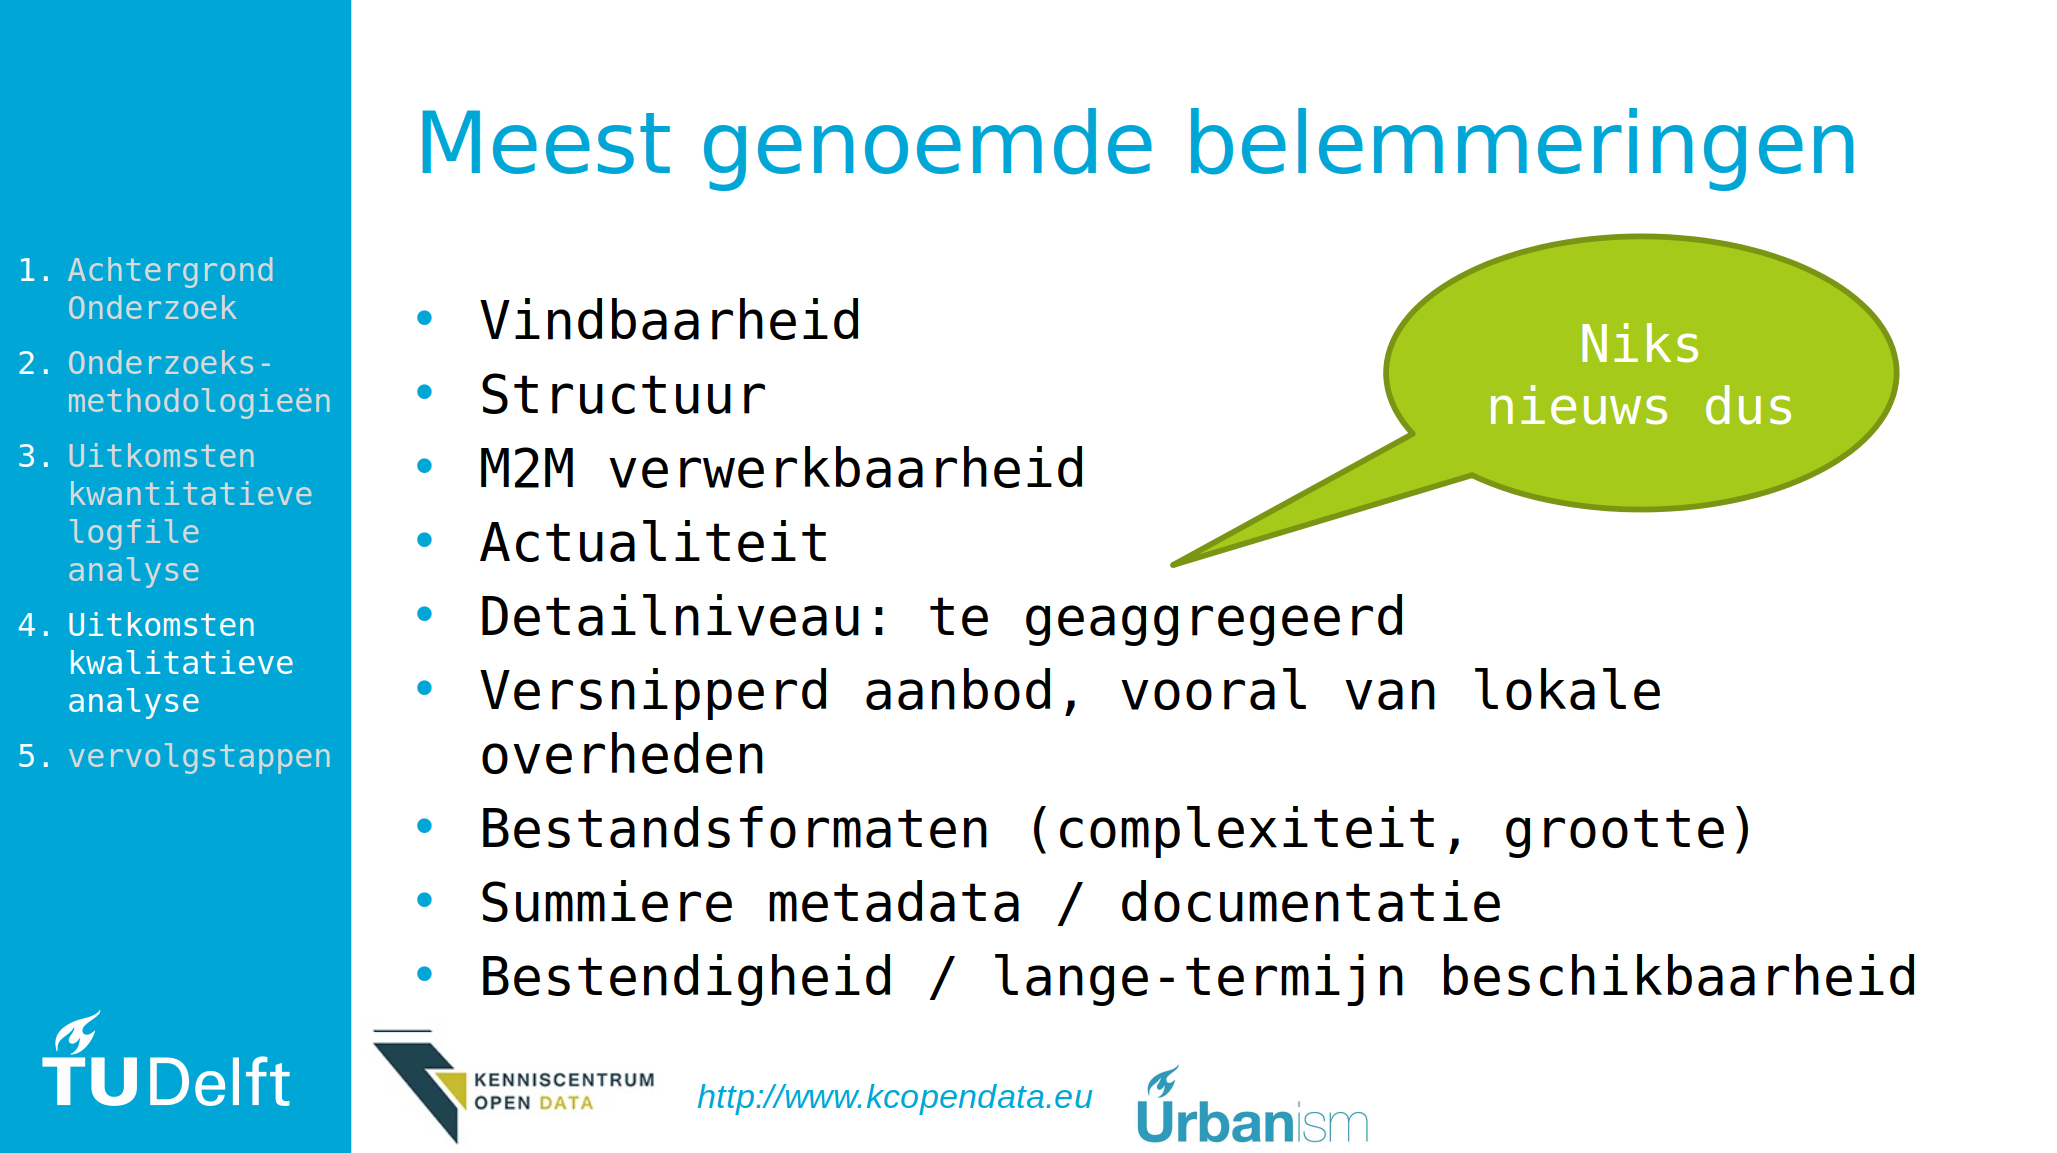 Meest genoemde belemmeringen
1. Achtergrond
Onderzoek
2. Onderzoeks-
methodologieën
3. Uitkomsten
kwantitatieve
logfile
analyse
4. Uitkomsten
kwalitatieve
analyse
5. vervolgstappen
• Vindbaarheid
• Structuur
• M2M verwerkbaarheid
• Actualiteit
• Detailniveau: te geaggregeerd
• Versnipperd aanbod, vooral van lokale
overheden
• Bestandsformaten (complexiteit, grootte)
• Summiere metadata / documentatie
• Bestendigheid / lange-termijn beschikbaarheid
Niks
nieuws dus
TUDelft
KENNISCENTRUM
OPEN DATA
http://www.kcopendata.eu
Urbanism